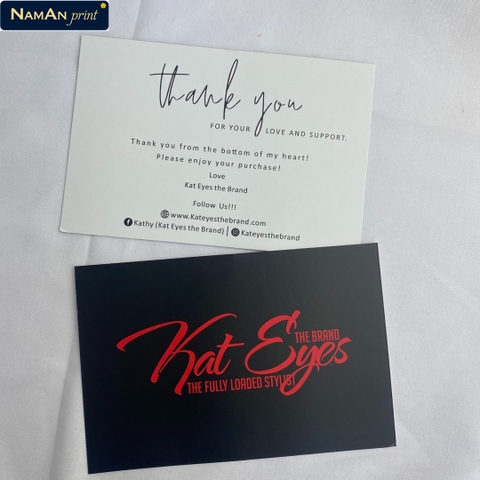 NAMAN print
thank you
FOR YOUR LOVE AND SUPPORT.
Thank you from the bottom of my heart!
Please enjoy your purchase!
Love
Kat Eyes the Brand
Follow Us!!!
www.Kateyesthebrand.com
Kathy (Kat Eyes the Brand) | Kateyesthebrand
THE BRAND
Kat Eyes
THE FULLY LOADED STYLIST